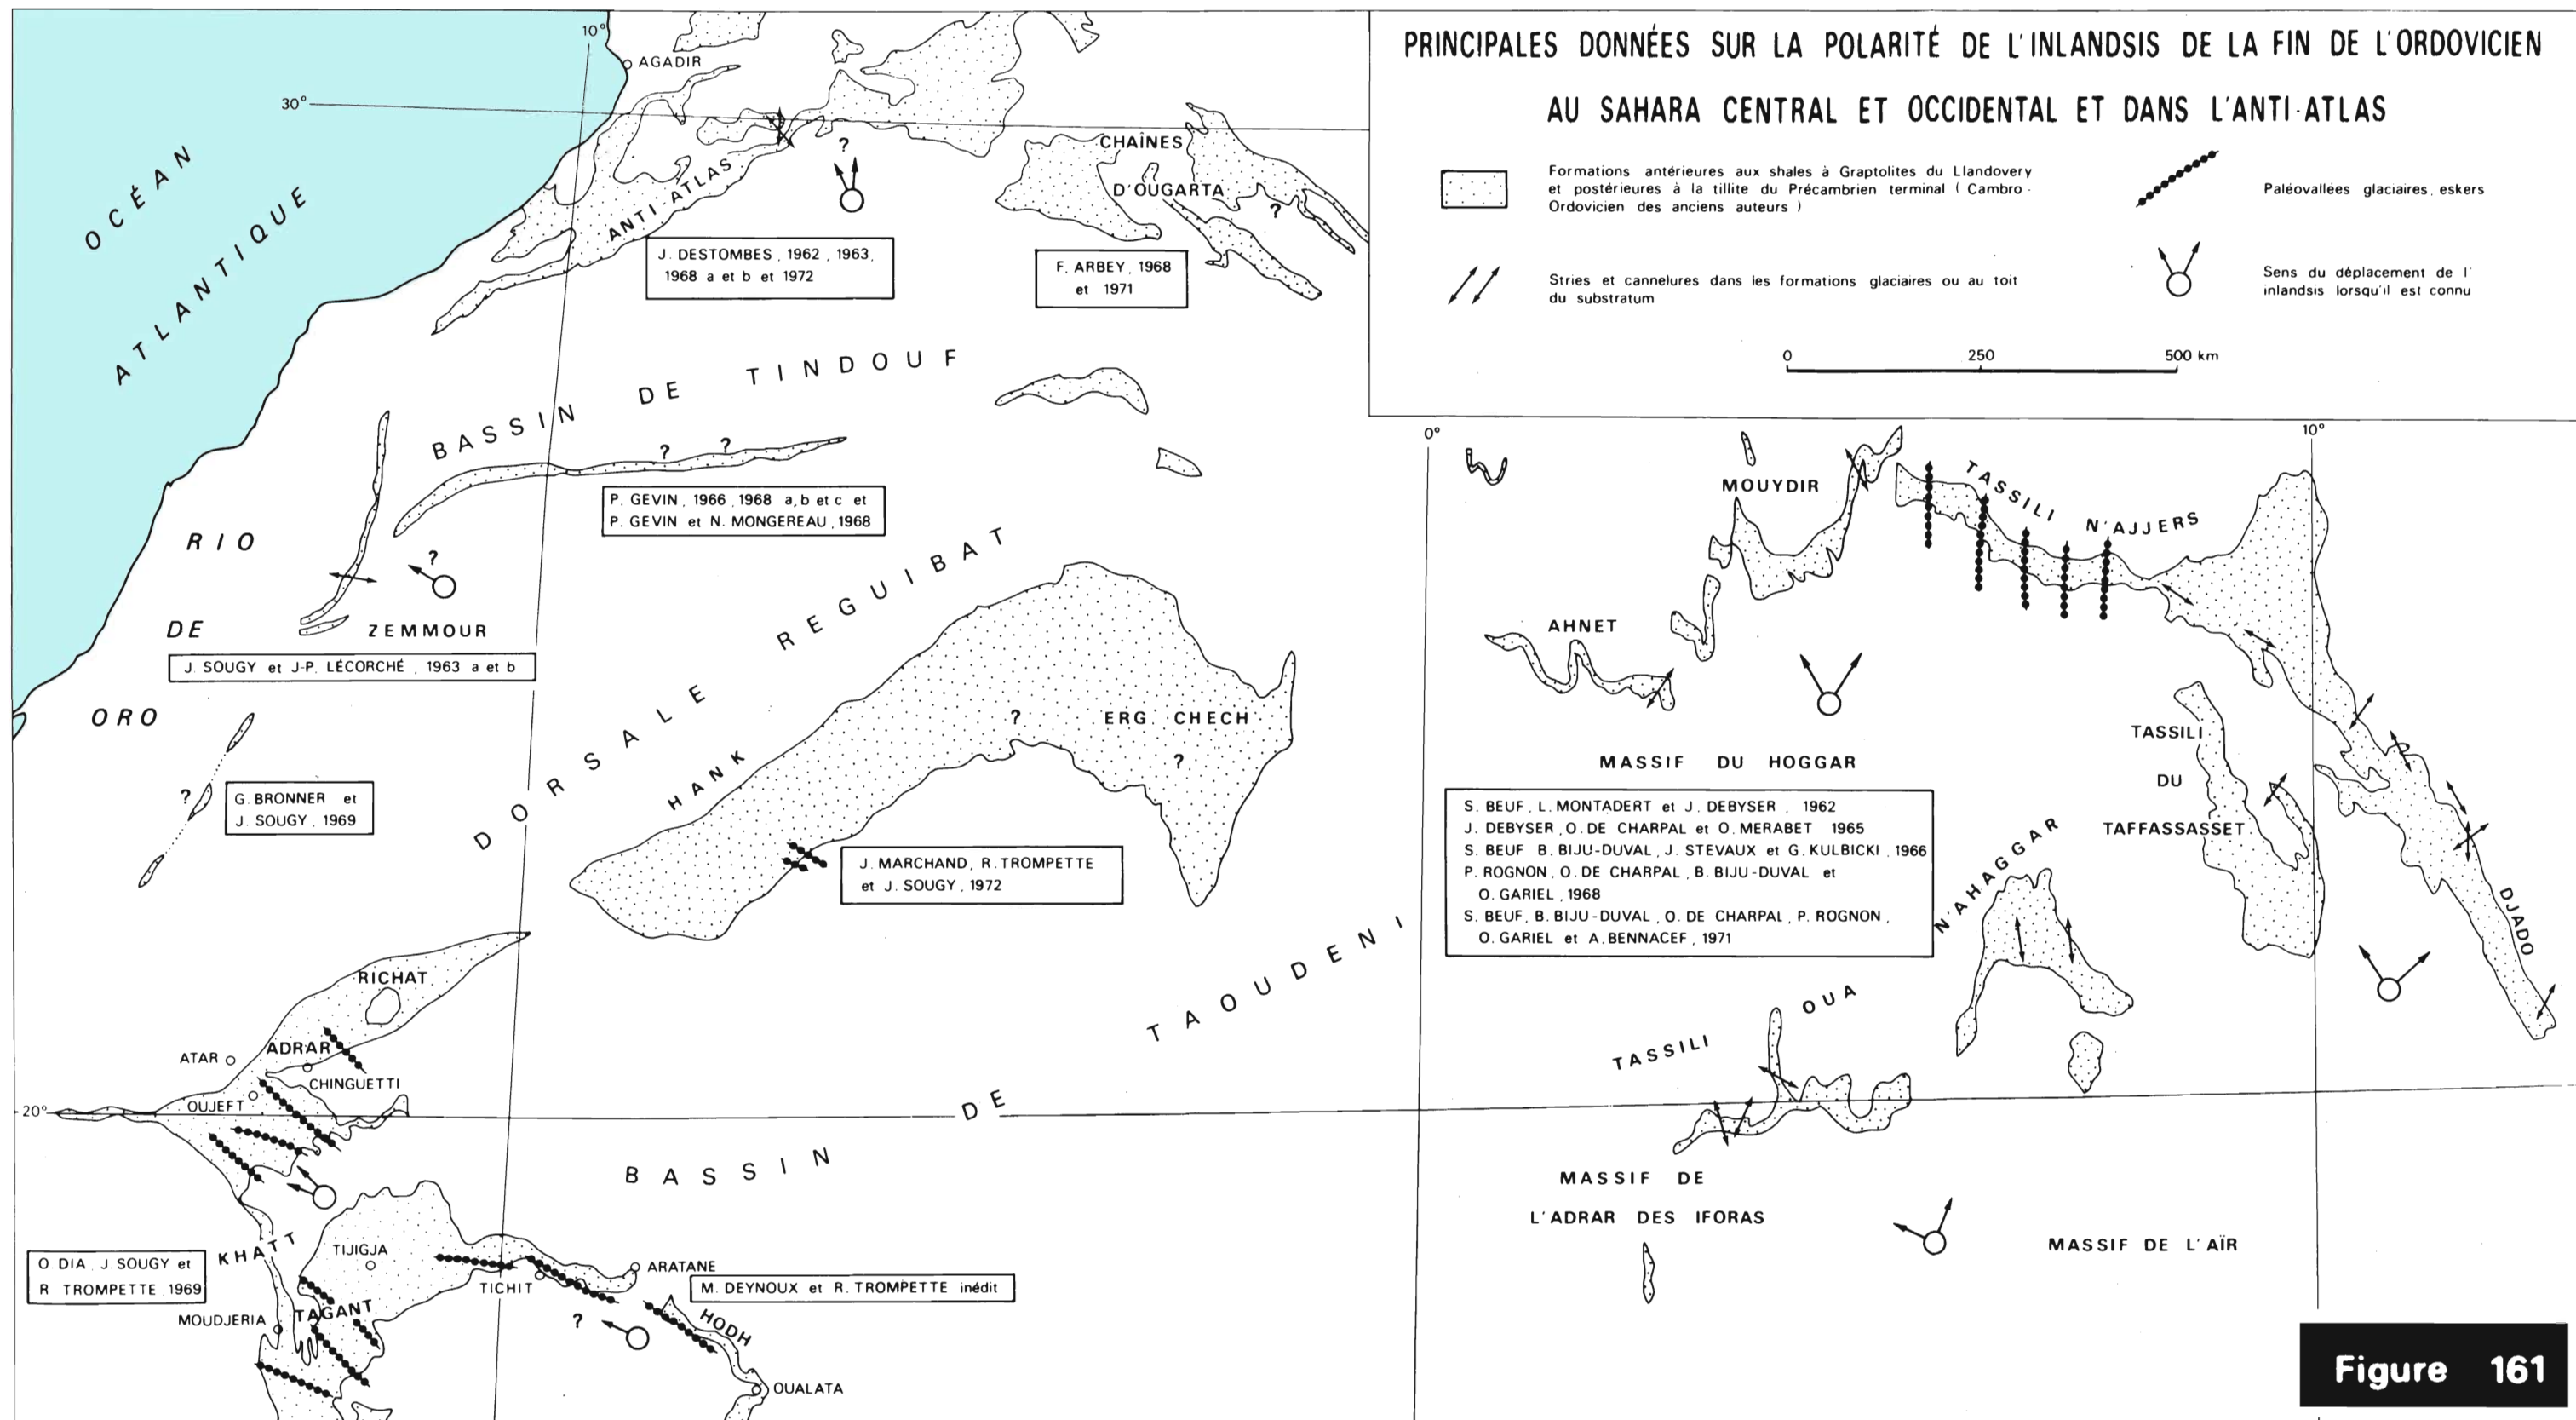 PRINCIPALES DONNÉES SUR LA POLARITÉ DE L'INLANDSIS DE LA FIN DE L'ORDOVICIEN
AU SAHARA CENTRAL ET OCCIDENTAL ET DANS L'ANTI-ATLAS
Formations antérieures aux shales à Graptolites du Llandovery
et postérieures à la tillite du Précambrien terminal ( Cambro -
Ordovicien des anciens auteurs )
Paléovallées glaciaires, eskers
Stries et cannelures dans les formations glaciaires ou au toit
du substratum
Sens du déplacement de l'
inlandsis lorsqu'il est connu
0 250 500 km
10°
AGADIR
30°
OCÉAN
ATLANTIQUE
ANTI-ATLAS
?
CHAÎNES
D'OUGARTA
?
J. DESTOMBES, 1962, 1963,
1968 a et b et 1972
F. ARBEY, 1968
et 1971
BASSIN DE TINDOUF
? ?
P. GEVIN, 1966, 1968 a, b et c et
P. GEVIN et N. MONGEREAU, 1968
RIO
DE
ORO
?
ZEMMOUR
J. SOUGY et J-P. LÉCORCHÉ, 1963 a et b
DORSALE REGUIBAT
HANK
?
ERG CHECH
?
?
G. BRONNER et
J. SOUGY, 1969
J. MARCHAND, R. TROMPETTE
et J. SOUGY, 1972
0°
10°
MOUYDIR
TASSILI N'AJJERS
AHNET
MASSIF DU HOGGAR
S. BEUF, L. MONTADERT et J. DEBYSER, 1962
J. DEBYSER, O. DE CHARPAL et O. MERABET 1965
S. BEUF B. BIJU-DUVAL, J. STEVAUX et G. KULBICKI, 1966
P. ROGNON, O. DE CHARPAL, B. BIJU-DUVAL et
O. GARIEL, 1968
S. BEUF, B. BIJU-DUVAL, O. DE CHARPAL, P. ROGNON,
O. GARIEL et A. BENNACEF, 1971
TASSILI
DU
TAFFASSASSET
DJADO
TASSILI OUA N'AHAGGAR
RICHAT
ATAR
ADRAR
CHINGUETTI
OUJEFT
20°
BASSIN DE TAOUDENI
MASSIF DE
L'ADRAR DES IFORAS
MASSIF DE L'AÏR
KHATT
TIJIGJA
O. DIA, J. SOUGY et
R. TROMPETTE 1969
TICHIT
ARATANE
M. DEYNOUX et R. TROMPETTE inédit
MOUDJERIA
TAGANT
?
HODH
OUALATA
Figure 161